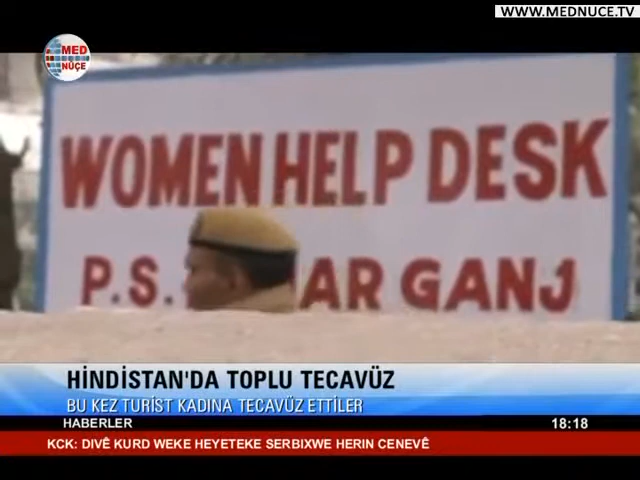 WWW.MEDNUCE.TV
MED
NÛÇE
WOMEN HELP DESK
P.S. AR GANJ
HİNDİSTAN'DA TOPLU TECAVÜZ
BU KEZ TURİST KADINA TECAVÜZ ETTİLER
HABERLER 18:18
KCK: DIVÊ KURD WEKE HEYETEKE SERBIXWE HERIN CENEVÊ